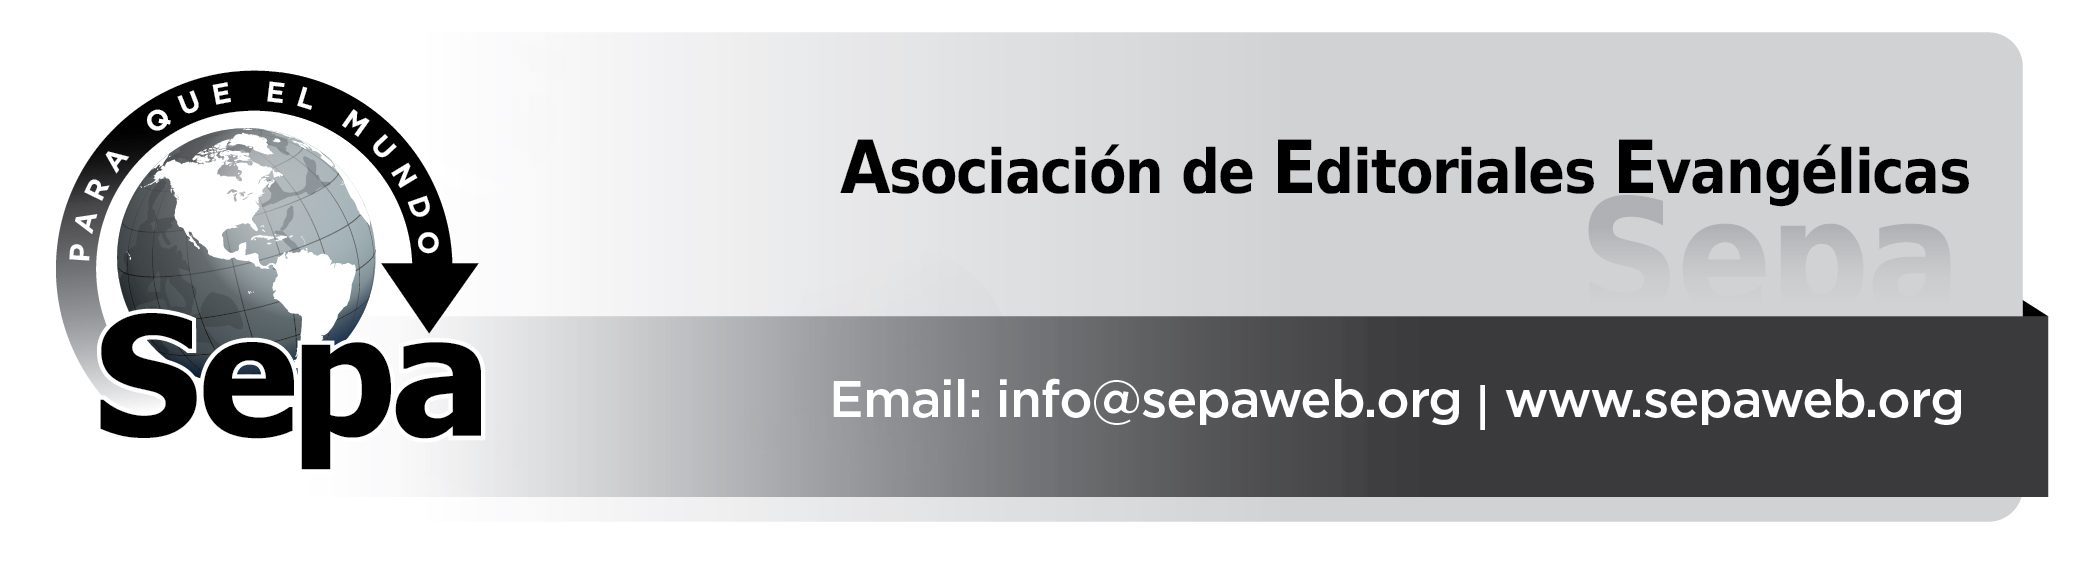 PARA QUE EL MUNDO
Sepa
Asociación de Editoriales Evangélicas
Sepa
Email: info@sepaweb.org | www.sepaweb.org